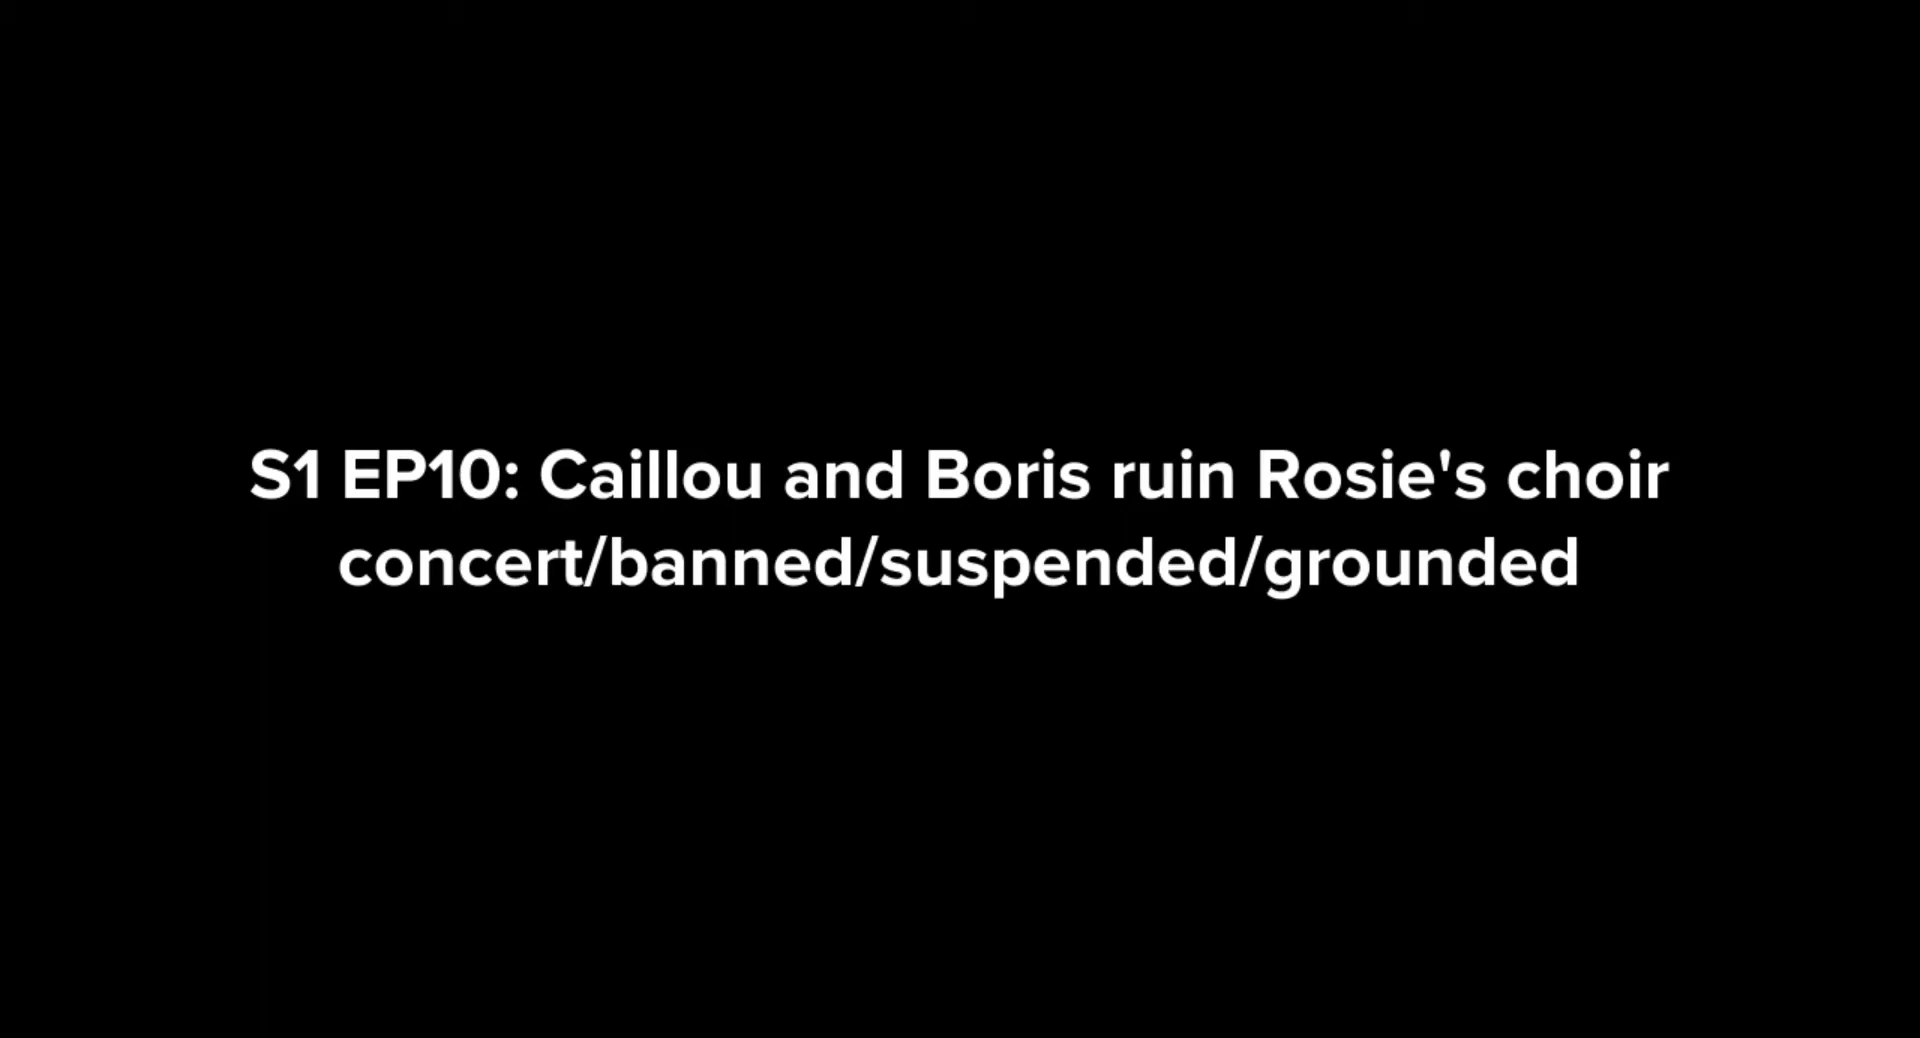 S1 EP10: Caillou and Boris ruin Rosie's choir
concert/banned/suspended/grounded